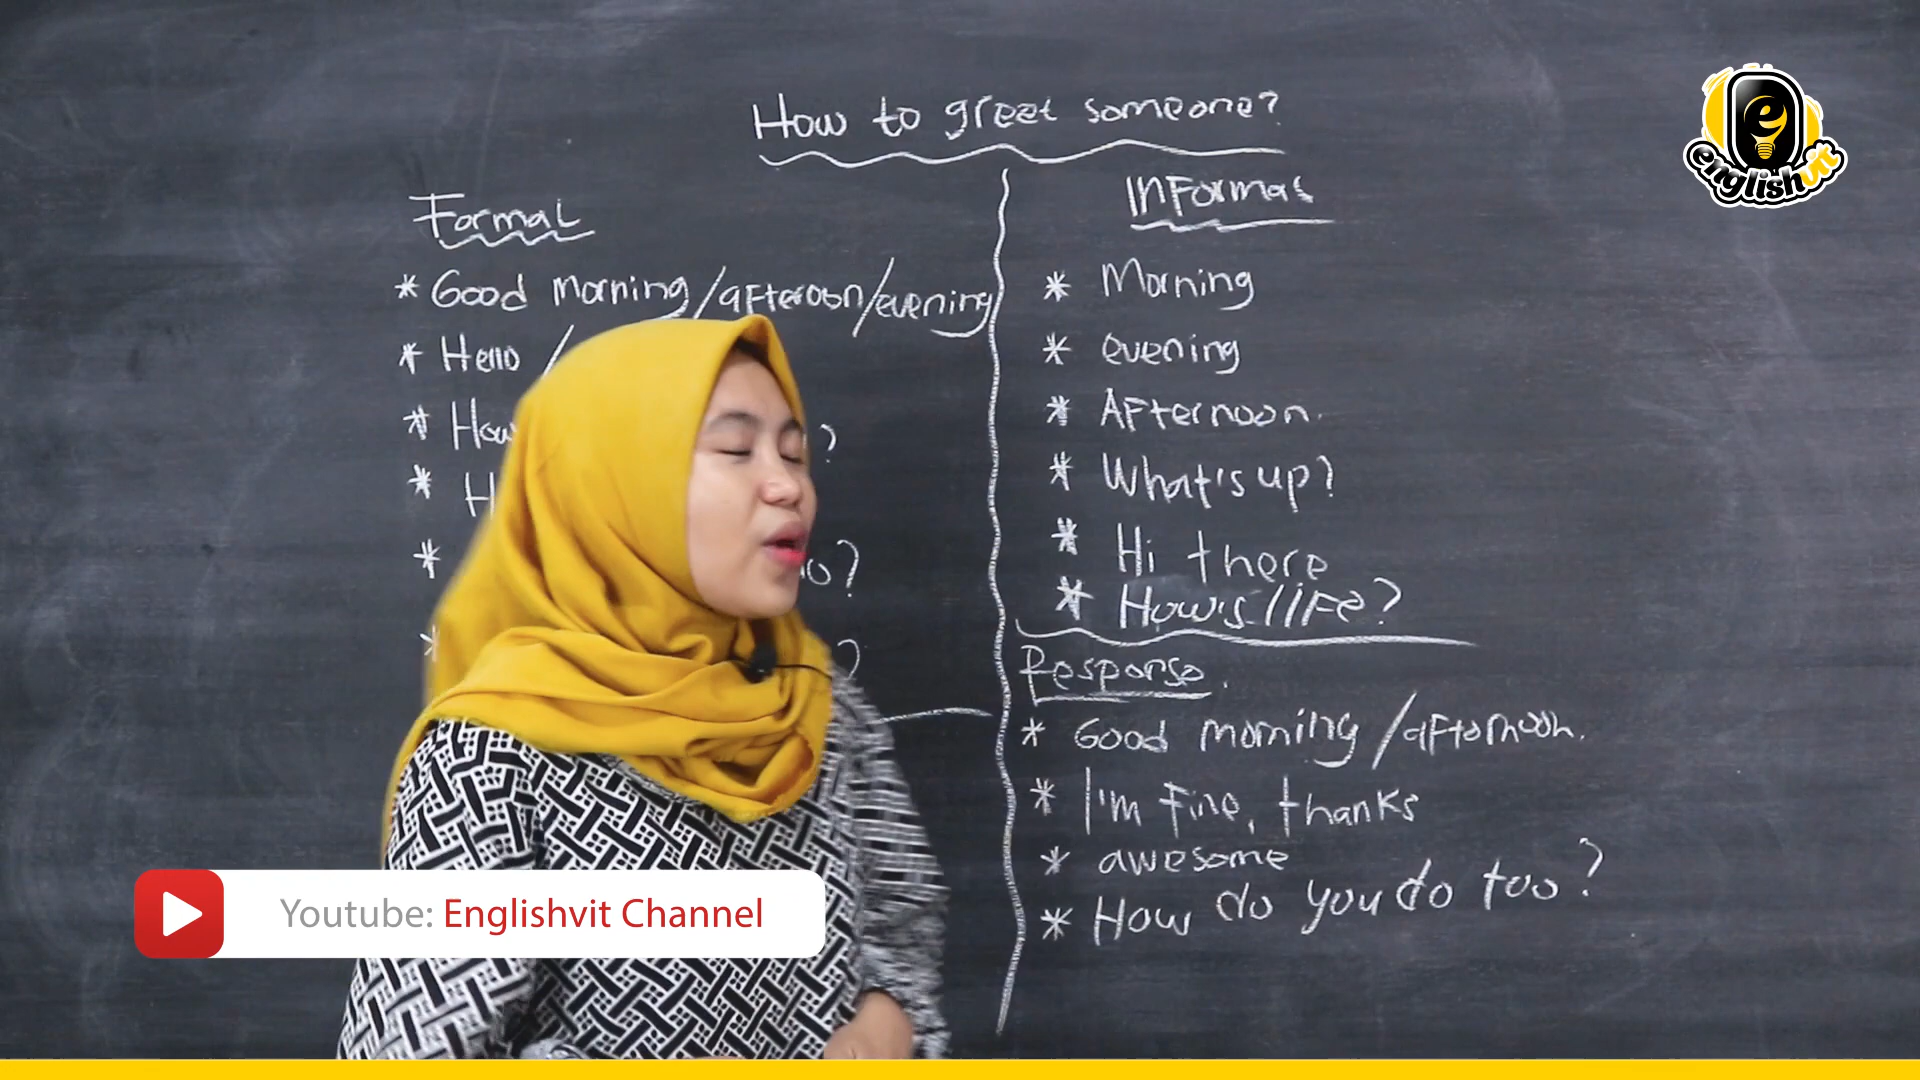 How to greet someone?
Formal
* Good morning/afteroon/evening
* Hello /
* How ?
* H
* ?
* ?
InFormal
* Morning
* evening
* Afternoon.
* What's up?
* Hi there
* How's life?
Response.
* Good morning/afternoon.
* I'm fine, thanks
* awesome
* How do you do too?
englishvit
Youtube: Englishvit Channel